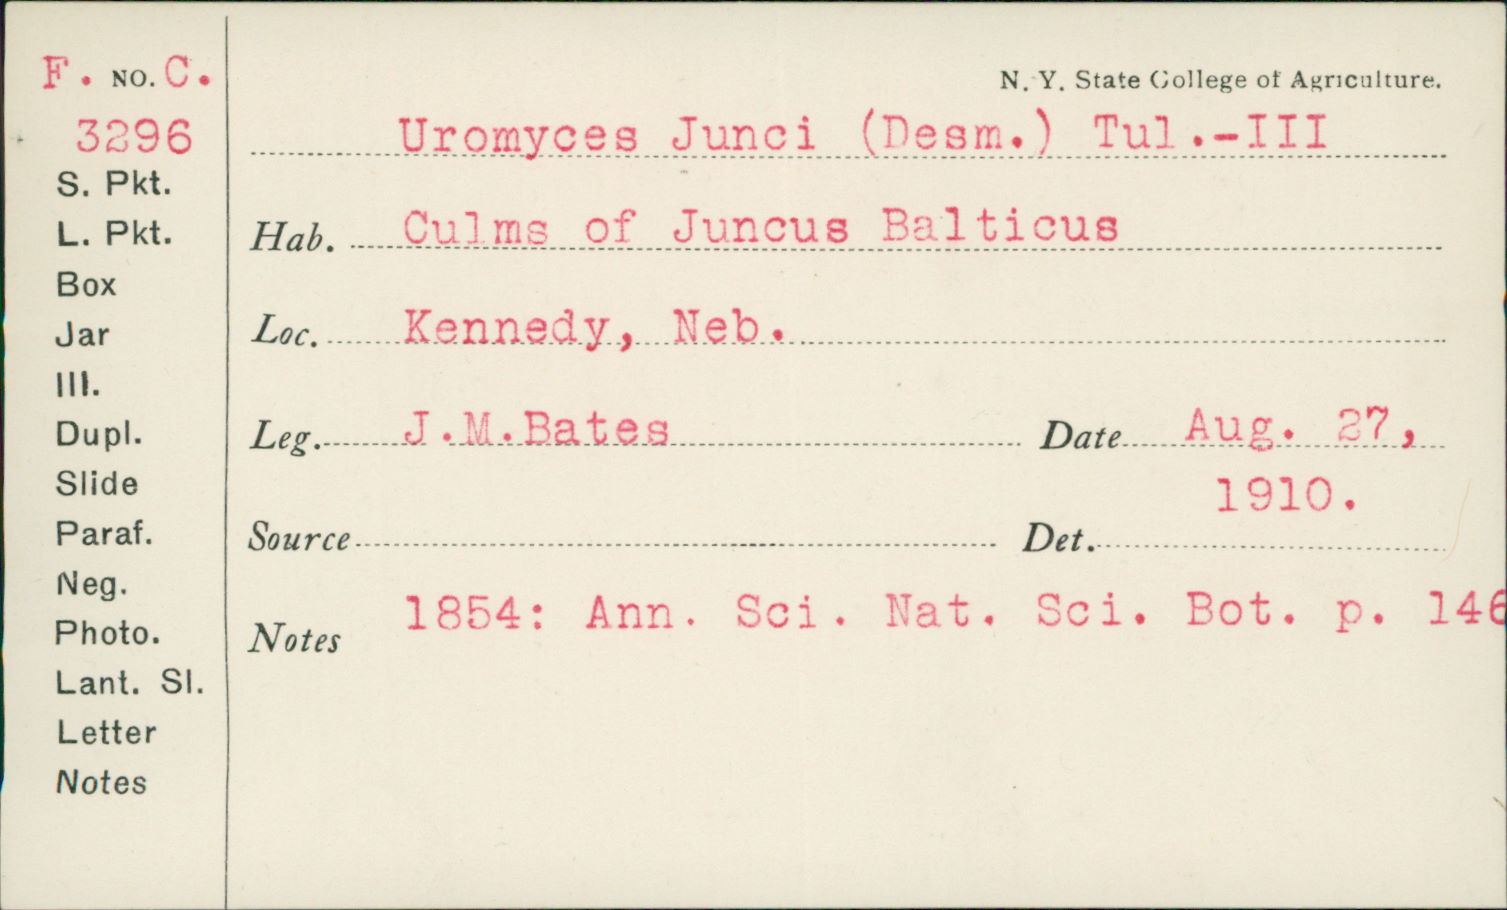 F. NO. C.
3296
S. Pkt.
L. Pkt.
Box
Jar
Ill.
Dupl.
Slide
Paraf.
Neg.
Photo.
Lant. Sl.
Letter
Notes
N. Y. State College of Agriculture.
Uromyces Junci (Desm.) Tul.-III
Hab. Culms of Juncus Balticus
Loc. Kennedy, Neb.
Leg. J.M.Bates Date Aug. 27,
1910.
Source Det.
Notes 1854: Ann. Sci. Nat. Sci. Bot. p. 146